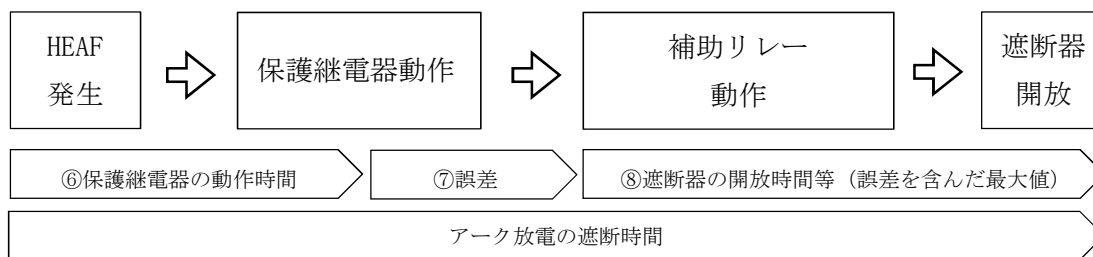 HEAF
発生
保護継電器動作
補助リレー
動作
遮断器
開放
⑥保護継電器の動作時間
⑦誤差
⑧遮断器の開放時間等（誤差を含んだ最大値）
アーク放電の遮断時間